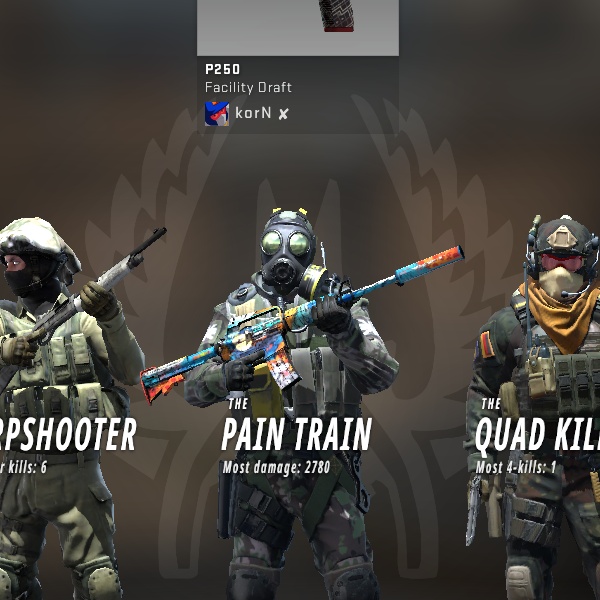 P250
Facility Draft
korN ✘
RPSHOOTER
r kills: 6
THE
PAIN TRAIN
Most damage: 2780
THE
QUAD KIL
Most 4-kills: 1